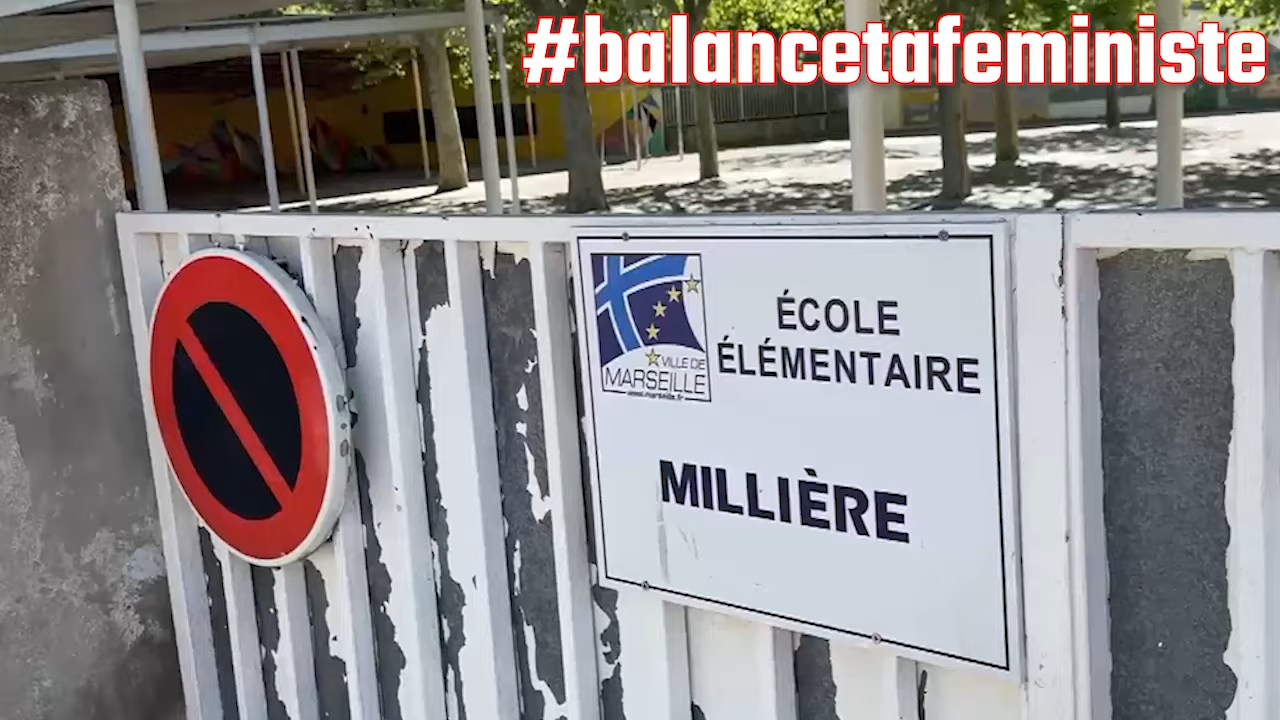 #balancetafeministe
ÉCOLE
ÉLÉMENTAIRE
VILLE DE
MARSEILLE
www.marseille.fr
MILLIÈRE